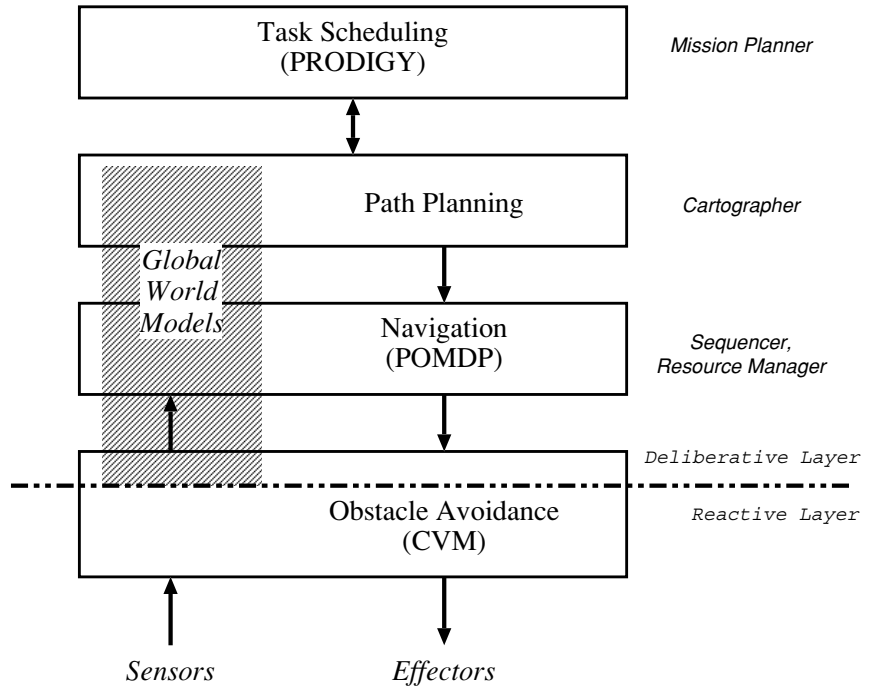 Task Scheduling
(PRODIGY)
Mission Planner
Path Planning
Cartographer
Global
World
Models
Navigation
(POMDP)
Sequencer,
Resource Manager
Deliberative Layer
Reactive Layer
Obstacle Avoidance
(CVM)
Sensors
Effectors